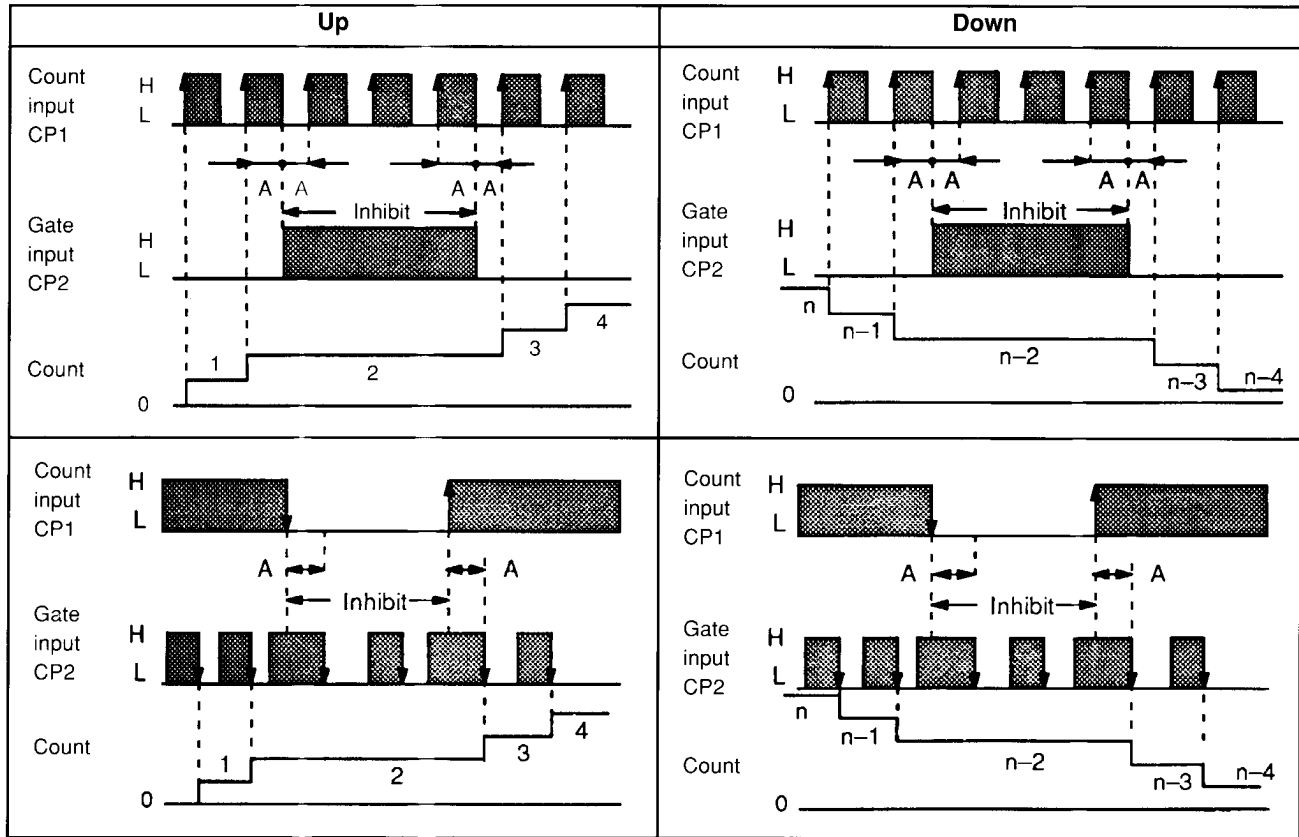 Up
Down
Count input CP1
H
L
A A
A A
Inhibit
Gate input CP2
H
L
Count
1
2
3
4
0
Count input CP1
H
L
A A
A A
Inhibit
Gate input CP2
H
L
n
n–1
n–2
n–3
n–4
Count
0
Count input CP1
H
L
A
A
Inhibit
Gate input CP2
H
L
Count
1
2
3
4
0
Count input CP1
H
L
A
A
Inhibit
Gate input CP2
H
L
n
n–1
n–2
n–3
n–4
Count
0